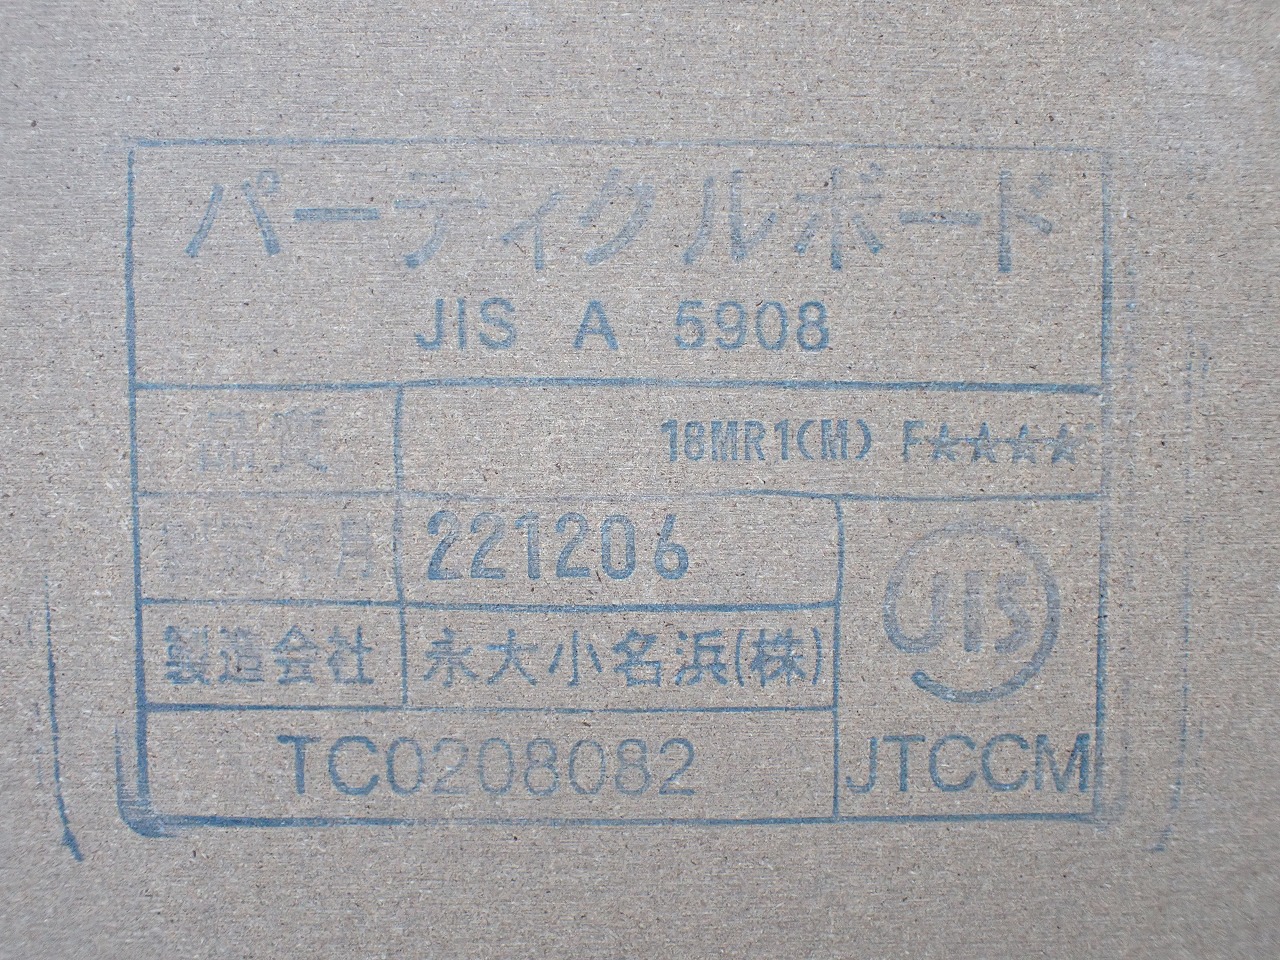 パーティクルボード
JIS A 5908
品質 18MR1(M) F☆☆☆☆
月 221206
製造会社 永大小名浜(株)
JIS
TC0208082 JTCCM